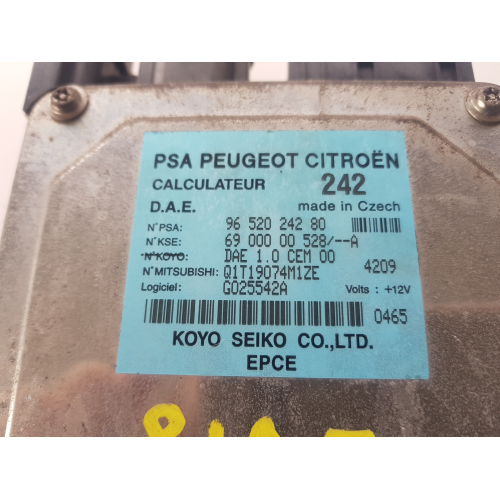 PSA PEUGEOT CITROËN
CALCULATEUR 242
D.A.E. made in Czech
N°PSA: 96 520 242 80
N°KSE: 69 000 00 528/--A
N°KOYO: DAE 1.0 CEM 00
N°MITSUBISHI: Q1T19074M1ZE 4209
Logiciel: G025542A Volts : +12V
0465
KOYO SEIKO CO.,LTD.
EPCE